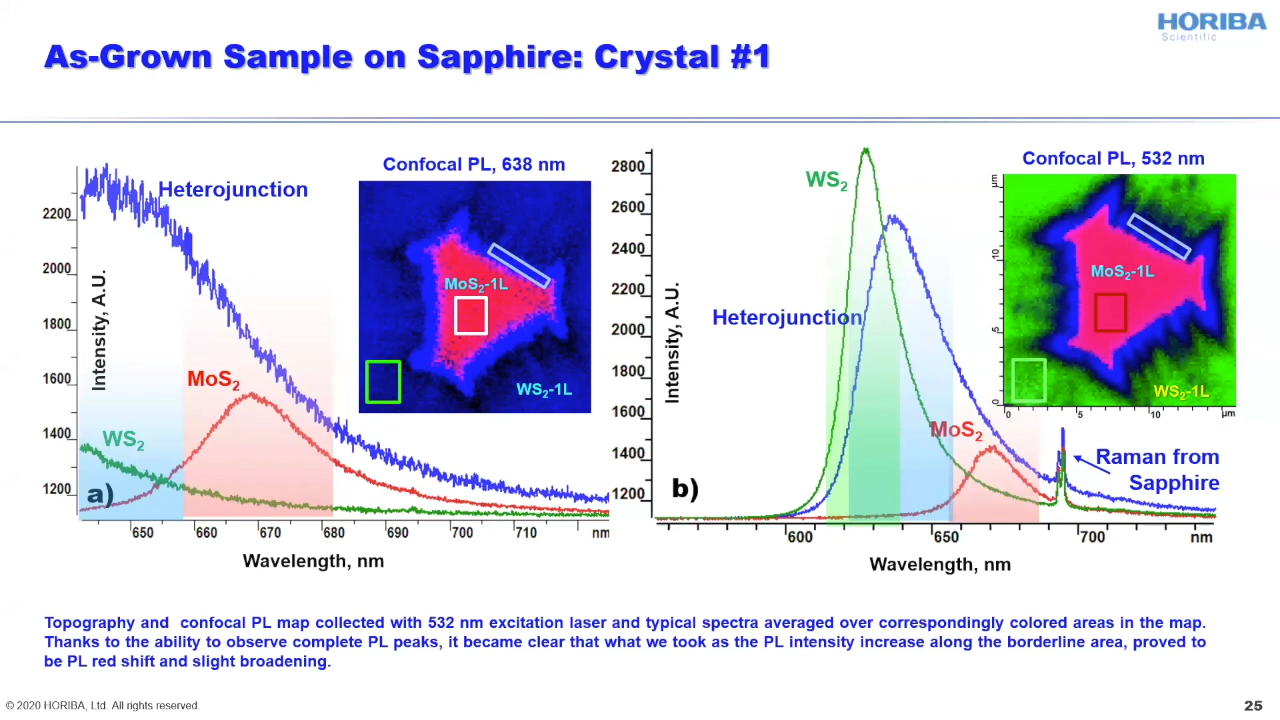 HORIBA
Scientific
As-Grown Sample on Sapphire: Crystal #1
Confocal PL, 638 nm
Heterojunction
MoS2-1L
WS2-1L
MoS2
WS2
a)
Intensity, A.U.
2200
2000
1800
1600
1400
1200
650 660 670 680 690 700 710 nm
Wavelength, nm
Confocal PL, 532 nm
WS2
Heterojunction
MoS2
MoS2-1L
WS2-1L
µm
10
5
0
0 5 10 µm
Raman from
Sapphire
b)
Intensity, A.U.
2800
2600
2400
2200
2000
1800
1600
1400
1200
600 650 700 nm
Wavelength, nm
Topography and confocal PL map collected with 532 nm excitation laser and typical spectra averaged over correspondingly colored areas in the map.
Thanks to the ability to observe complete PL peaks, it became clear that what we took as the PL intensity increase along the borderline area, proved to
be PL red shift and slight broadening.
© 2020 HORIBA, Ltd. All rights reserved.
25